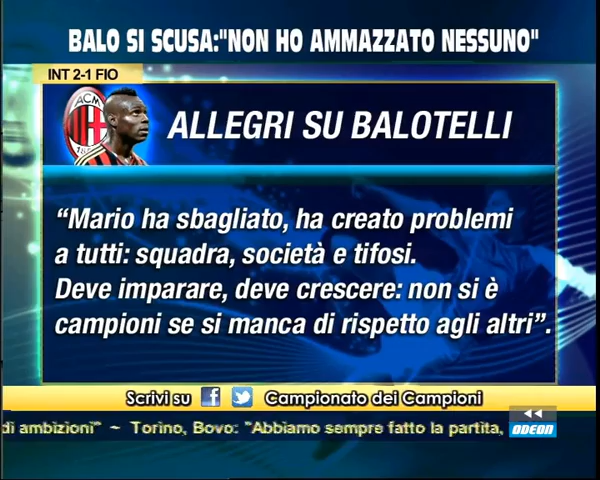 BALO SI SCUSA:"NON HO AMMAZZATO NESSUNO"
INT 2-1 FIO
ACM
18
ALLEGRI SU BALOTELLI
“Mario ha sbagliato, ha creato problemi
a tutti: squadra, società e tifosi.
Deve imparare, deve crescere: non si è
campioni se si manca di rispetto agli altri”.
Scrivi su f Campionato dei Campioni
di ambizioni" ~ Torino, Bovo: "Abbiamo sempre fatto la partita,
ODEON